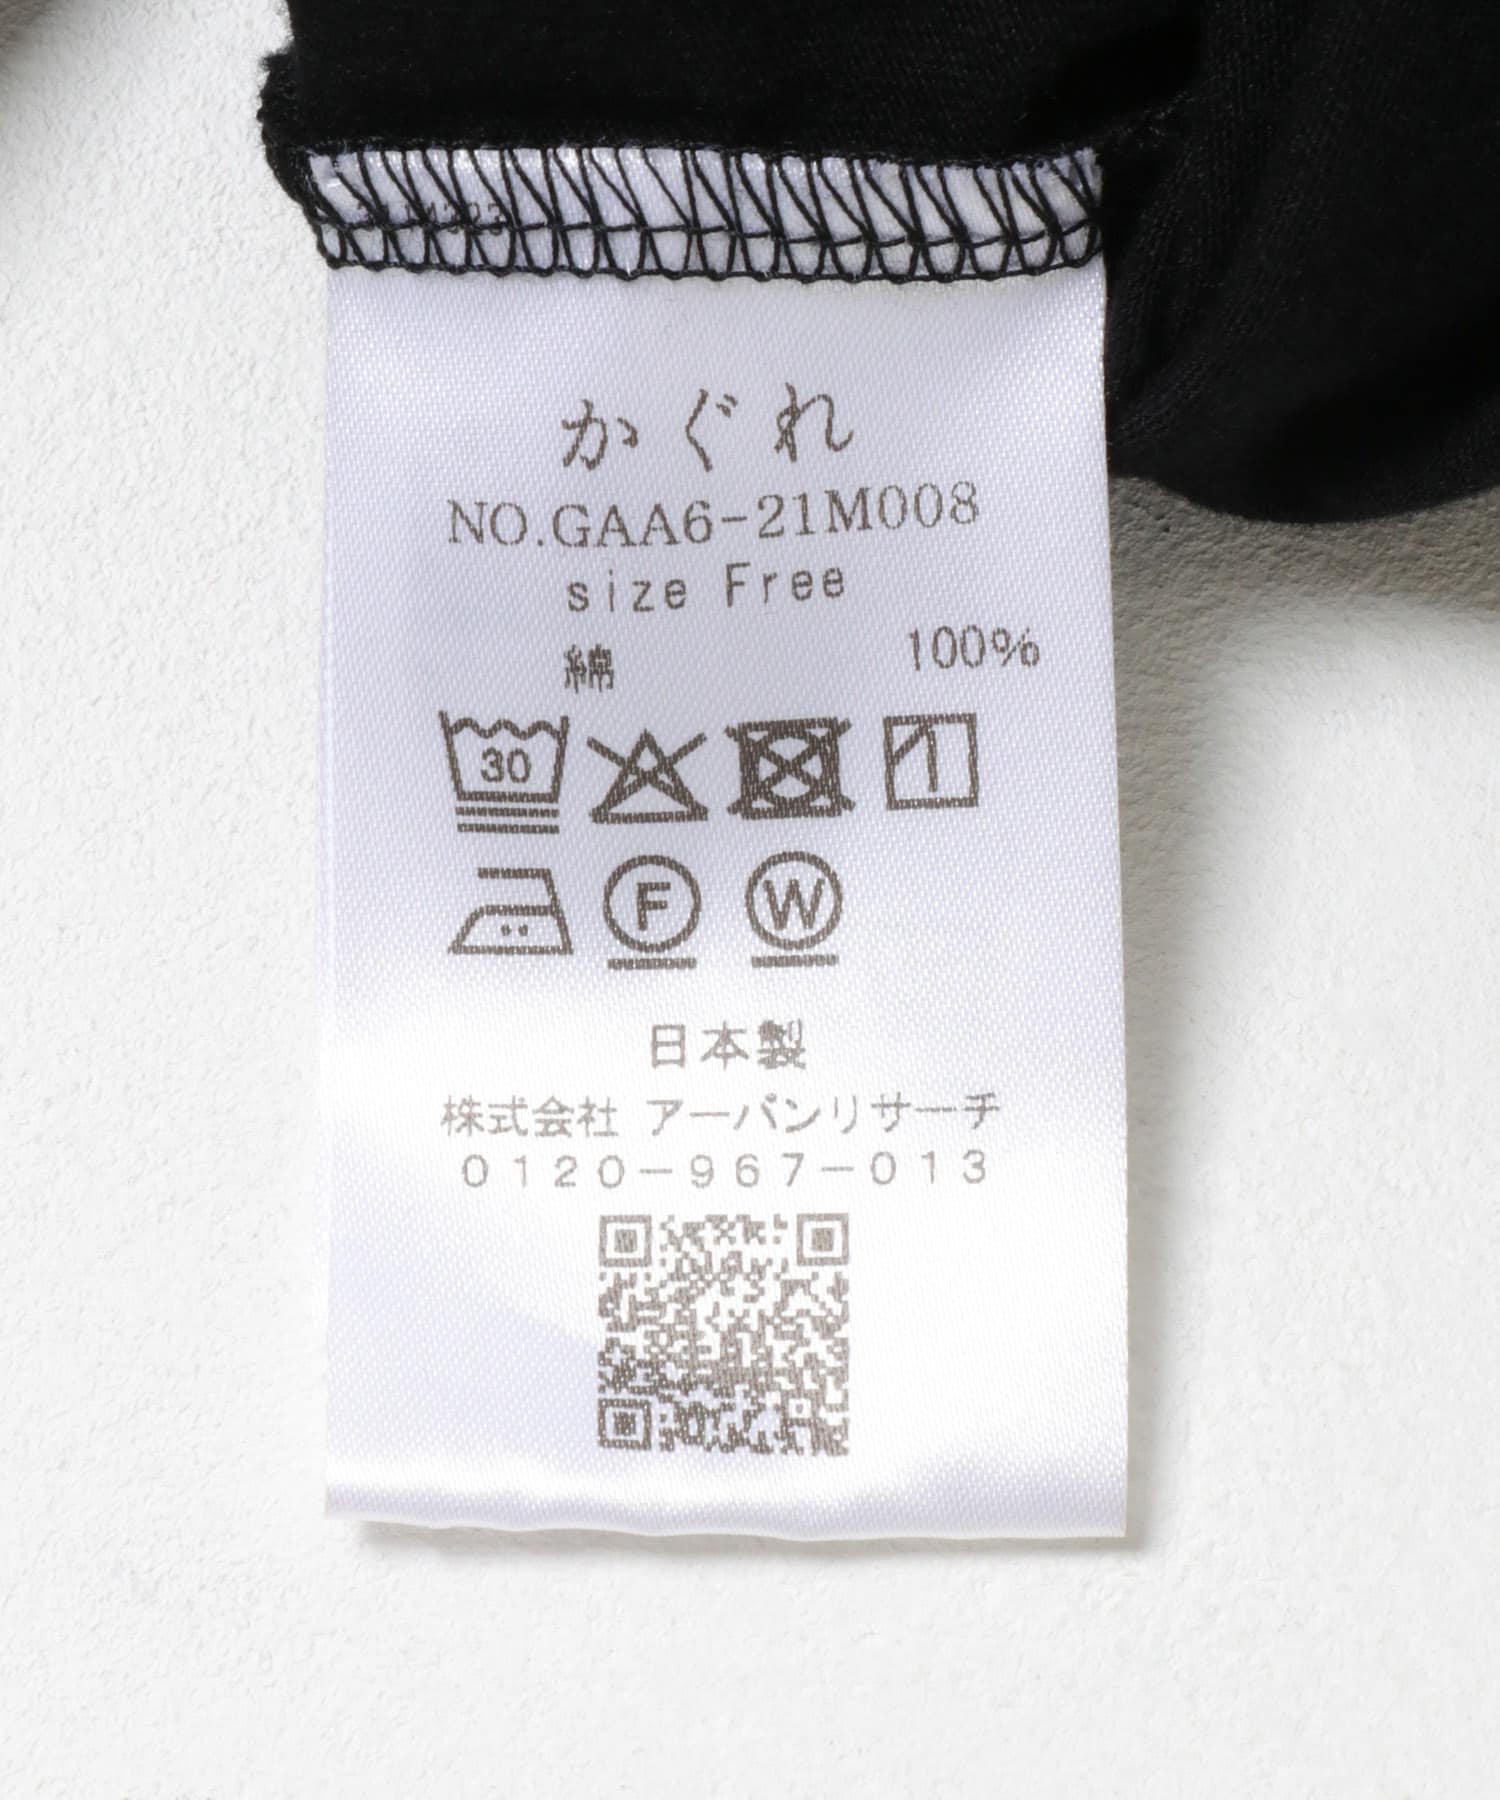 かぐれ
NO.GAA6-21M008
size Free
綿 100%
30
F W
日本製
株式会社 アーバンリサーチ
0120-967-013